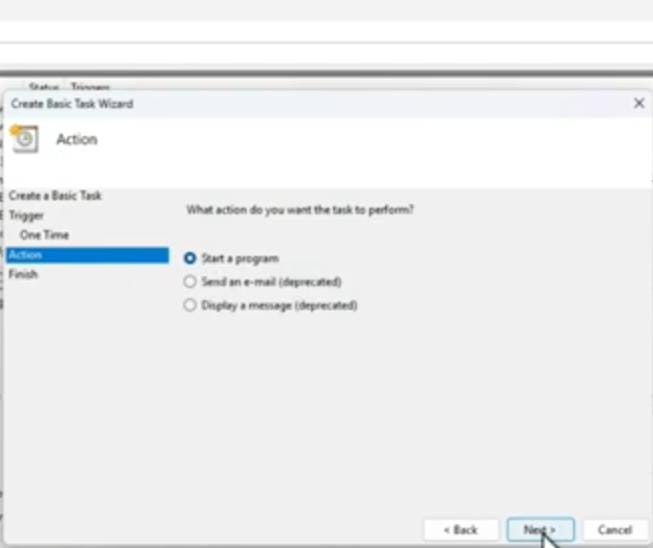 Status Triggers
Create Basic Task Wizard
Action
Create a Basic Task
Trigger
One Time
Action
Finish
What action do you want the task to perform?
Start a program
Send an e-mail (deprecated)
Display a message (deprecated)
< Back
Next >
Cancel